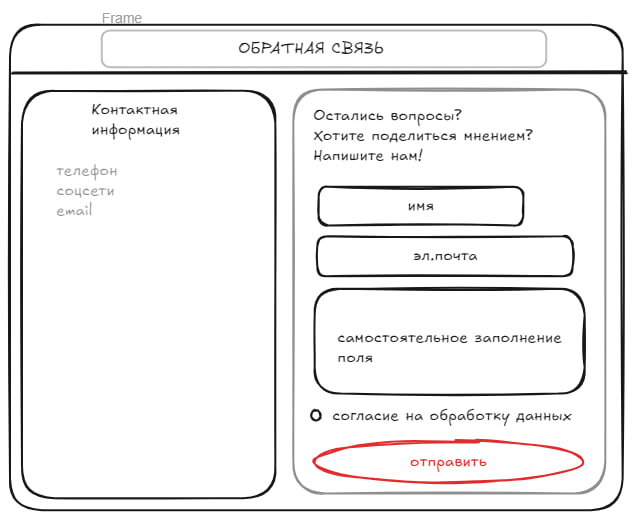 Frame
ОБРАТНАЯ СВЯЗЬ
Контактная
информация
телефон
соцсети
email
Остались вопросы?
Хотите поделиться мнением?
Напишите нам!
имя
эл.почта
самостоятельное заполнение
поля
согласие на обработку данных
отправить